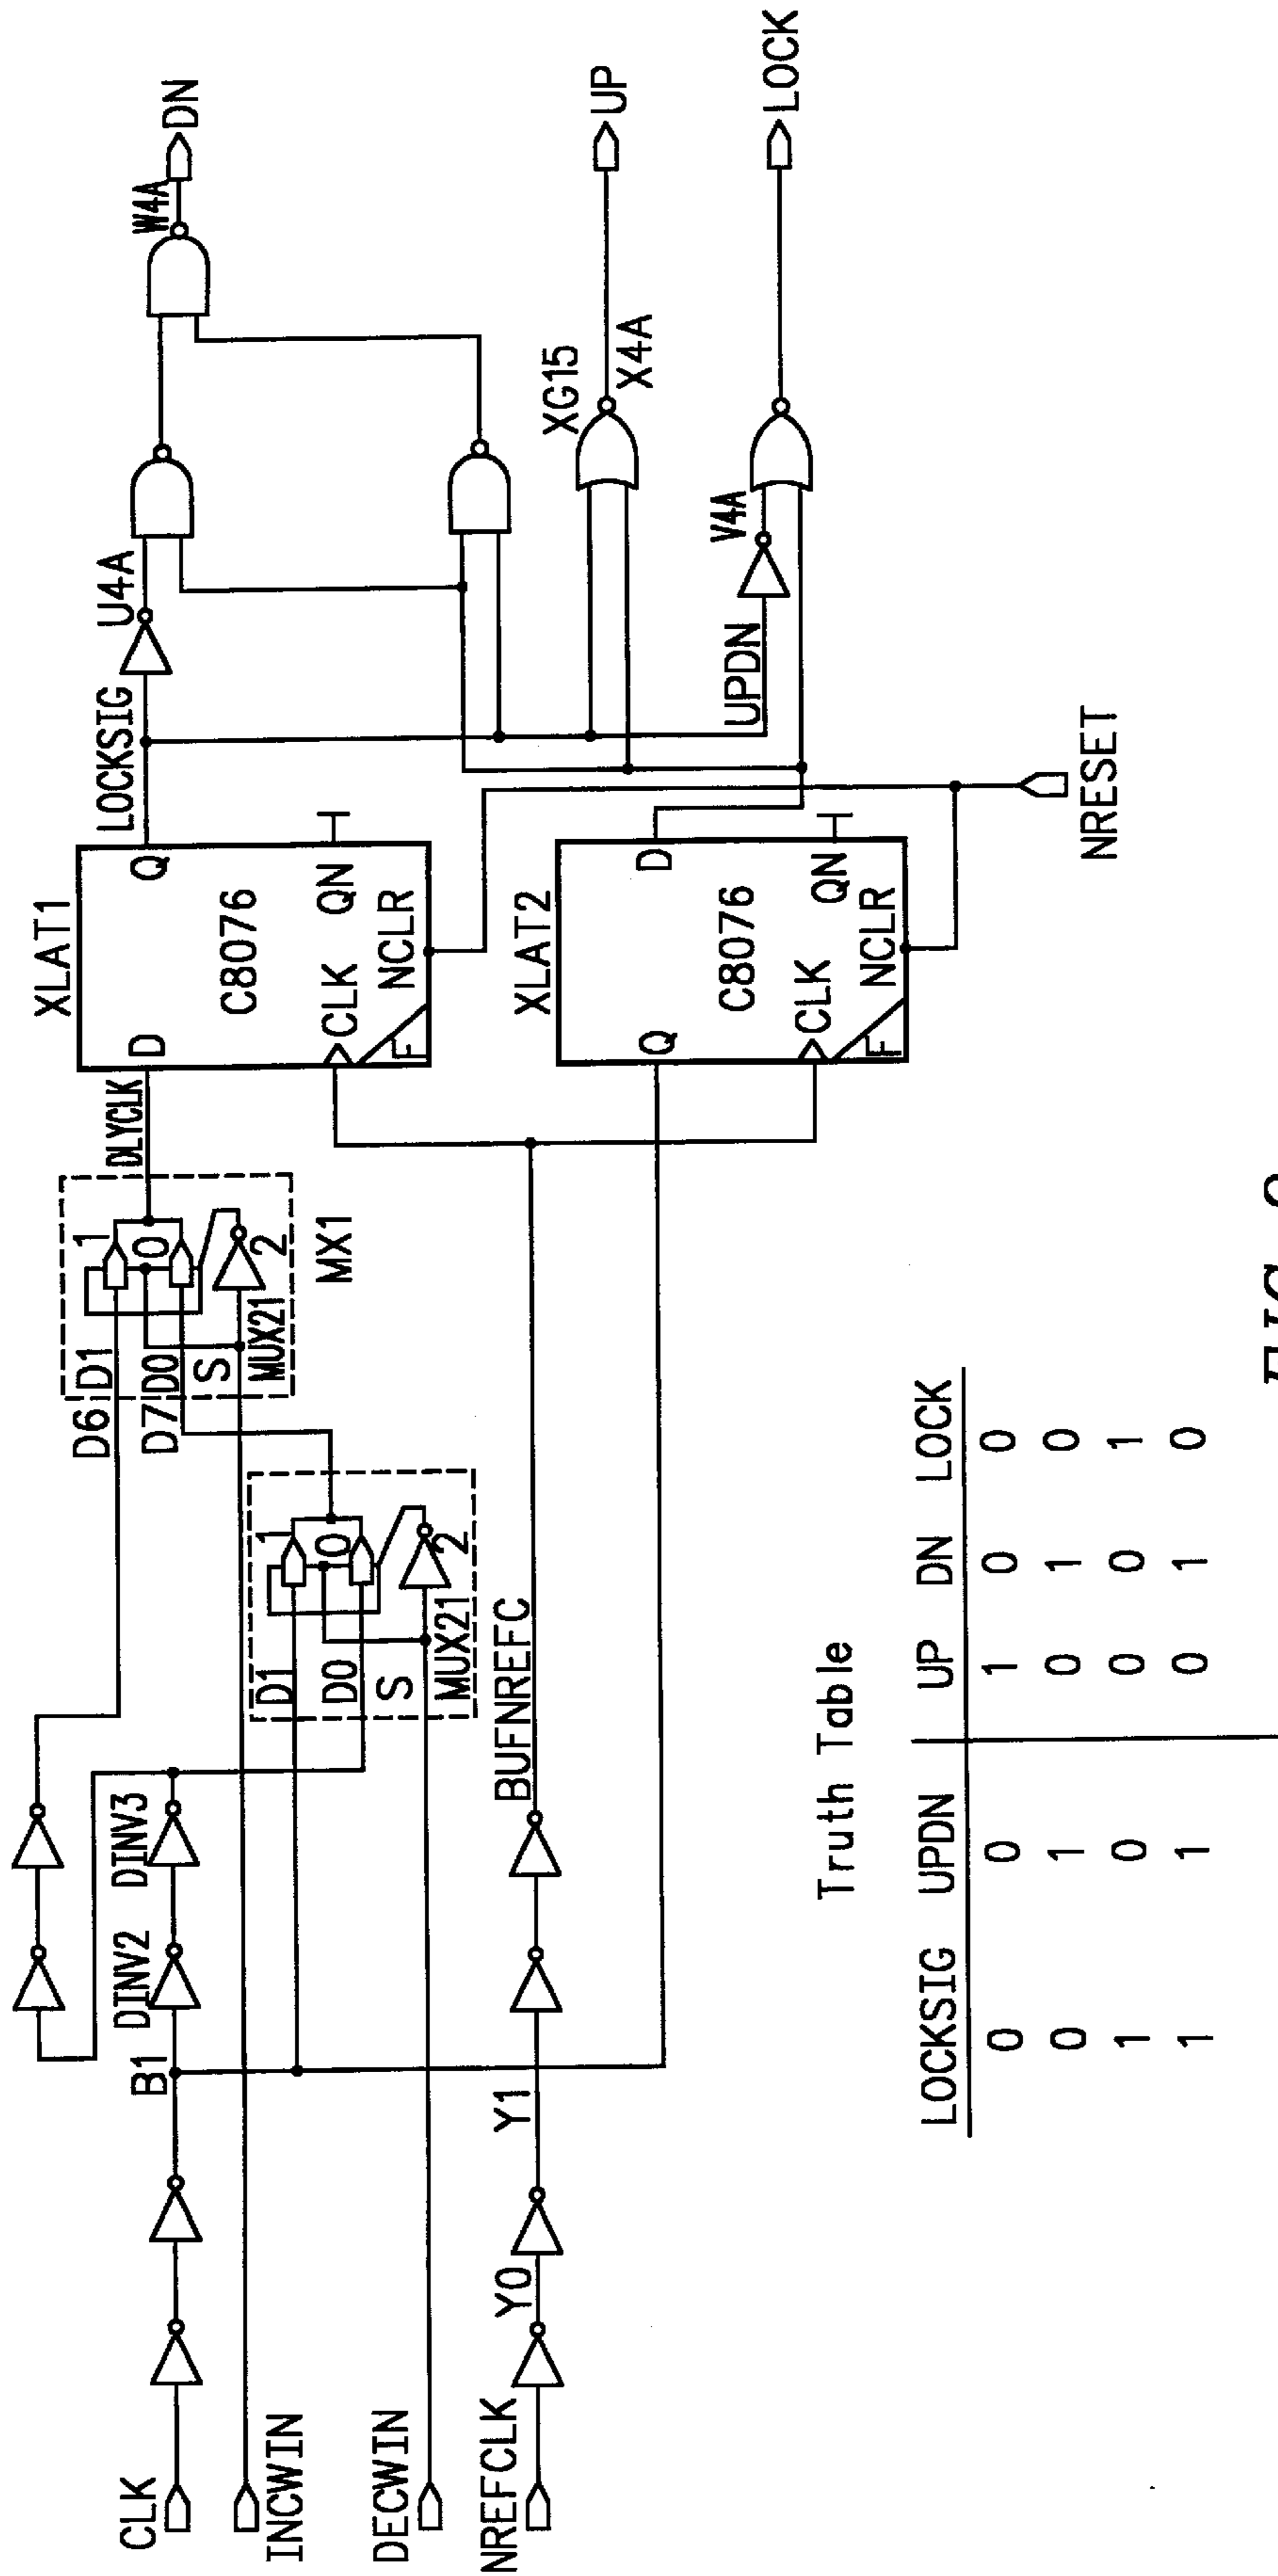 CLK
INCWIN
DECWIN
NREFCLK
B1
DINV2
DINV3
Y0
Y1
BUFNREFC
D6
D1
D7
D0
S
MUX21
1
0
2
MX1
D1
D0
S
MUX21
1
0
2
DLYCLK
XLAT1
D
Q
C8076
CLK
QN
F
NCLR
XLAT2
Q
D
C8076
CLK
QN
F
NCLR
NRESET
LOCKSIG
U4A
W4A
DN
XG15
X4A
UP
UPDN
V4A
LOCK
Truth Table
LOCKSIG UPDN UP DN LOCK
0 0 1 0 0
0 1 0 1 0
1 0 0 0 1
1 1 0 1 0